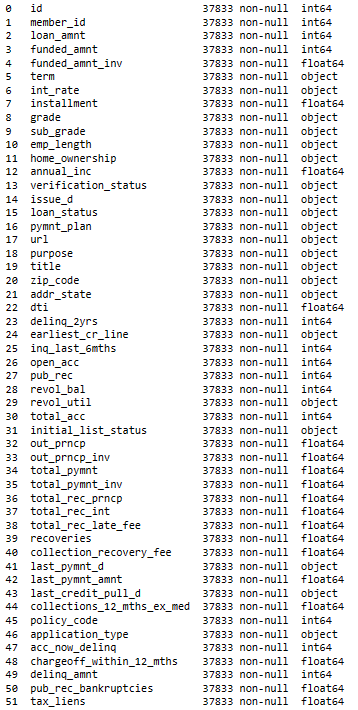 0 id 37833 non-null int64
1 member_id 37833 non-null int64
2 loan_amnt 37833 non-null int64
3 funded_amnt 37833 non-null int64
4 funded_amnt_inv 37833 non-null float64
5 term 37833 non-null object
6 int_rate 37833 non-null object
7 installment 37833 non-null float64
8 grade 37833 non-null object
9 sub_grade 37833 non-null object
10 emp_length 37833 non-null object
11 home_ownership 37833 non-null object
12 annual_inc 37833 non-null float64
13 verification_status 37833 non-null object
14 issue_d 37833 non-null object
15 loan_status 37833 non-null object
16 pymnt_plan 37833 non-null object
17 url 37833 non-null object
18 purpose 37833 non-null object
19 title 37833 non-null object
20 zip_code 37833 non-null object
21 addr_state 37833 non-null object
22 dti 37833 non-null float64
23 delinq_2yrs 37833 non-null int64
24 earliest_cr_line 37833 non-null object
25 inq_last_6mths 37833 non-null int64
26 open_acc 37833 non-null int64
27 pub_rec 37833 non-null int64
28 revol_bal 37833 non-null int64
29 revol_util 37833 non-null object
30 total_acc 37833 non-null int64
31 initial_list_status 37833 non-null object
32 out_prncp 37833 non-null float64
33 out_prncp_inv 37833 non-null float64
34 total_pymnt 37833 non-null float64
35 total_pymnt_inv 37833 non-null float64
36 total_rec_prncp 37833 non-null float64
37 total_rec_int 37833 non-null float64
38 total_rec_late_fee 37833 non-null float64
39 recoveries 37833 non-null float64
40 collection_recovery_fee 37833 non-null float64
41 last_pymnt_d 37833 non-null object
42 last_pymnt_amnt 37833 non-null float64
43 last_credit_pull_d 37833 non-null object
44 collections_12_mths_ex_med 37833 non-null float64
45 policy_code 37833 non-null int64
46 application_type 37833 non-null object
47 acc_now_delinq 37833 non-null int64
48 chargeoff_within_12_mths 37833 non-null float64
49 delinq_amnt 37833 non-null int64
50 pub_rec_bankruptcies 37833 non-null float64
51 tax_liens 37833 non-null float64